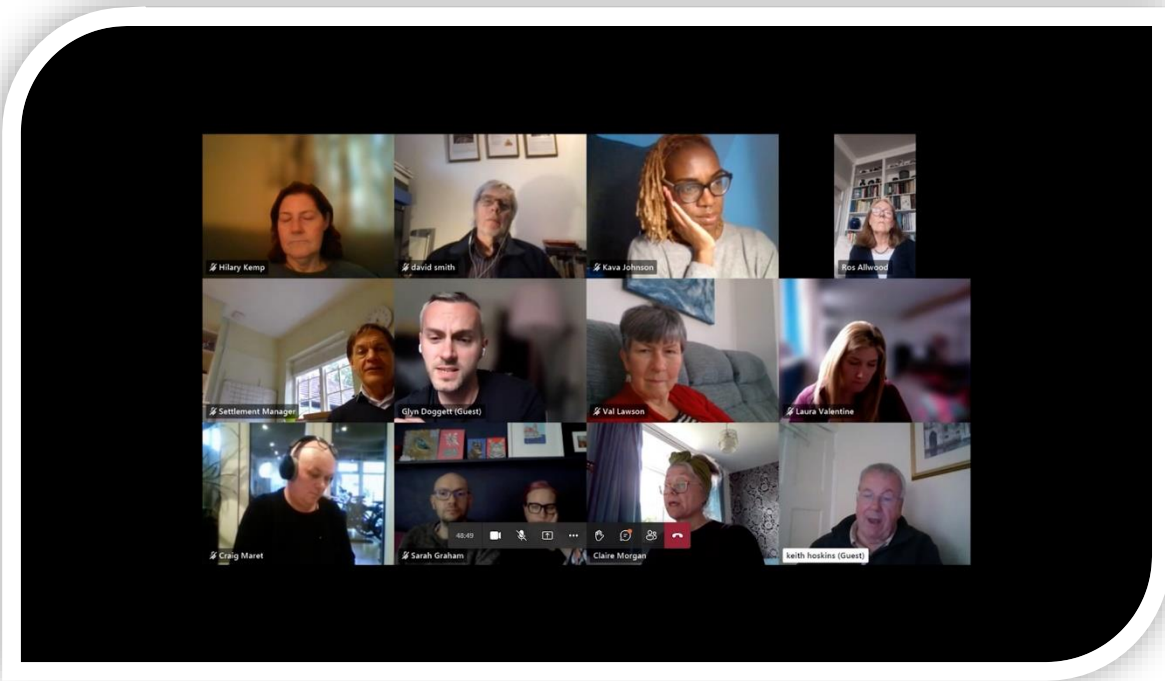 Hilary Kemp
david smith
Kava Johnson
Ros Allwood
Settlement Manager
Glyn Doggett (Guest)
Val Lawson
Laura Valentine
48:49
Craig Maret
Sarah Graham
Claire Morgan
keith hoskins (Guest)